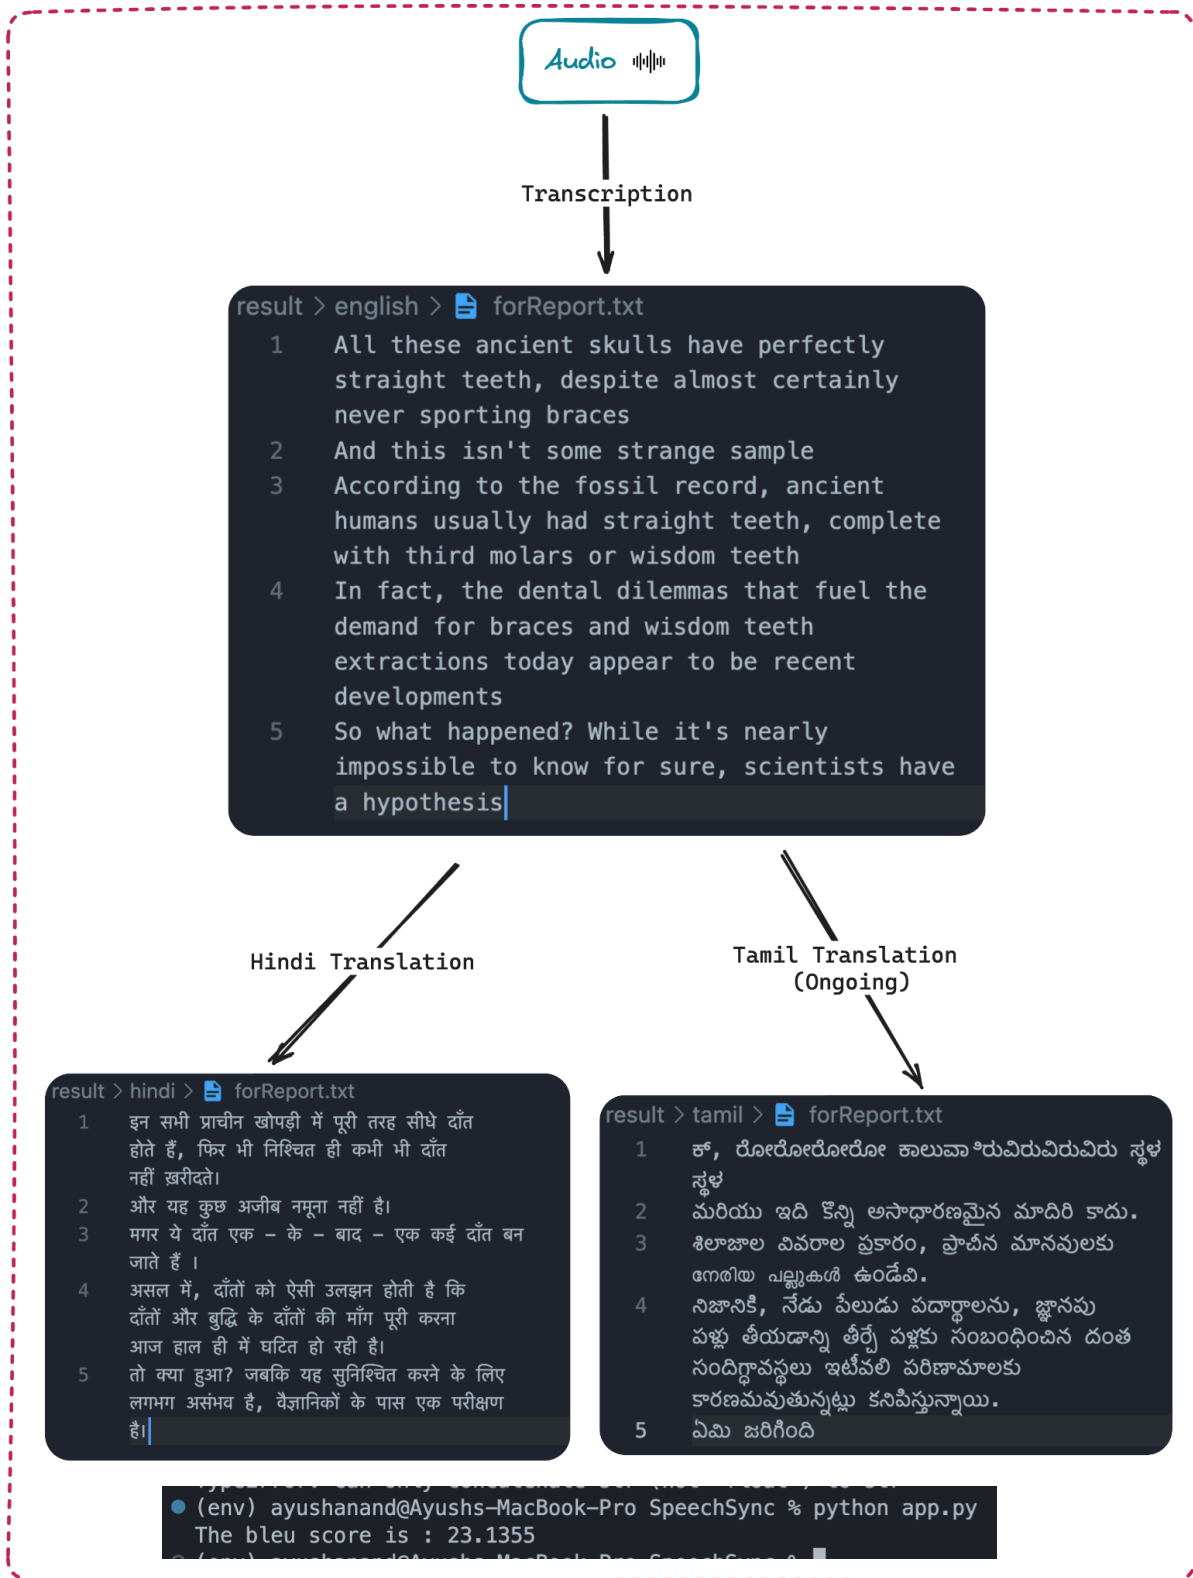 Audio
Transcription
result > english > forReport.txt
1 All these ancient skulls have perfectly
straight teeth, despite almost certainly
never sporting braces
2 And this isn't some strange sample
3 According to the fossil record, ancient
humans usually had straight teeth, complete
with third molars or wisdom teeth
4 In fact, the dental dilemmas that fuel the
demand for braces and wisdom teeth
extractions today appear to be recent
developments
5 So what happened? While it's nearly
impossible to know for sure, scientists have
a hypothesis
Hindi Translation
Tamil Translation
(Ongoing)
result > hindi > forReport.txt
1 इन सभी प्राचीन खोपड़ी में पूरी तरह सीधे दाँत
होते हैं, फिर भी निश्चित ही कभी भी दाँत
नहीं ख़रीदते।
2 और यह कुछ अजीब नमूना नहीं है।
3 मगर ये दाँत एक – के – बाद – एक कई दाँत बन
जाते हैं ।
4 असल में, दाँतों को ऐसी उलझन होती है कि
दाँतों और बुद्धि के दाँतों की माँग पूरी करना
आज हाल ही में घटित हो रही है।
5 तो क्या हुआ? जबकि यह सुनिश्चित करने के लिए
लगभग असंभव है, वैज्ञानिकों के पास एक परीक्षण
है।
result > tamil > forReport.txt
1 క్, రోరోరోరోరో కాలువా ిరువిరువిరువిరు స్థల
స్థల
2 మరియు ఇది కొన్ని అసాధారణమైన మాదిరి కాదు.
3 శిలాజాల వివరాల ప్రకారం, ప్రాచీన మానవులకు
നേരിയ പല്ലുകൾ ఉండేవి.
4 నిజానికి, నేడు పేలుడు పదార్థాలను, జ్ఞానపు
పళ్లు తీయడాన్ని తీర్చే పళ్లకు సంబంధించిన దంత
సందిగ్ధావస్థలు ఇటీవలి పరిణామాలకు
కారణమవుతున్నట్లు కనిపిస్తున్నాయి.
5 ఏమి జరిగింది
(env) ayushanand@Ayushs-MacBook-Pro SpeechSync % python app.py
The bleu score is : 23.1355